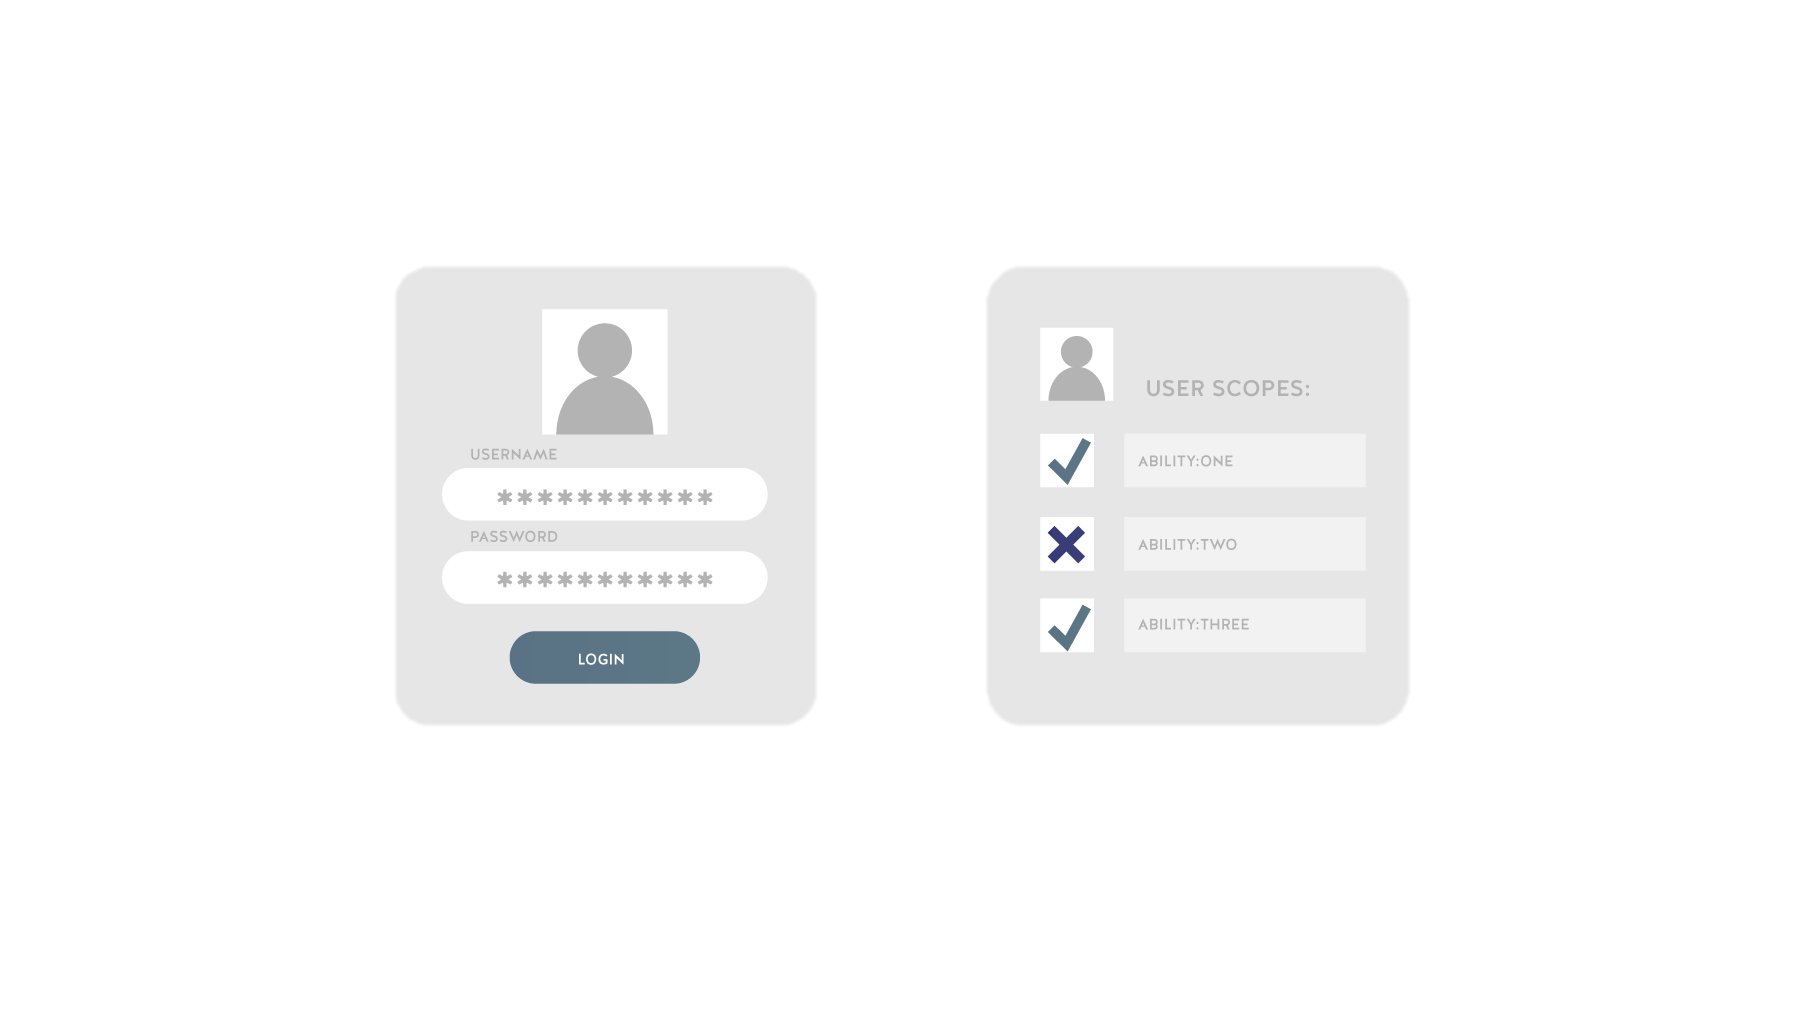 USERNAME
***********
PASSWORD
***********
LOGIN
USER SCOPES:
ABILITY:ONE
ABILITY:TWO
ABILITY:THREE